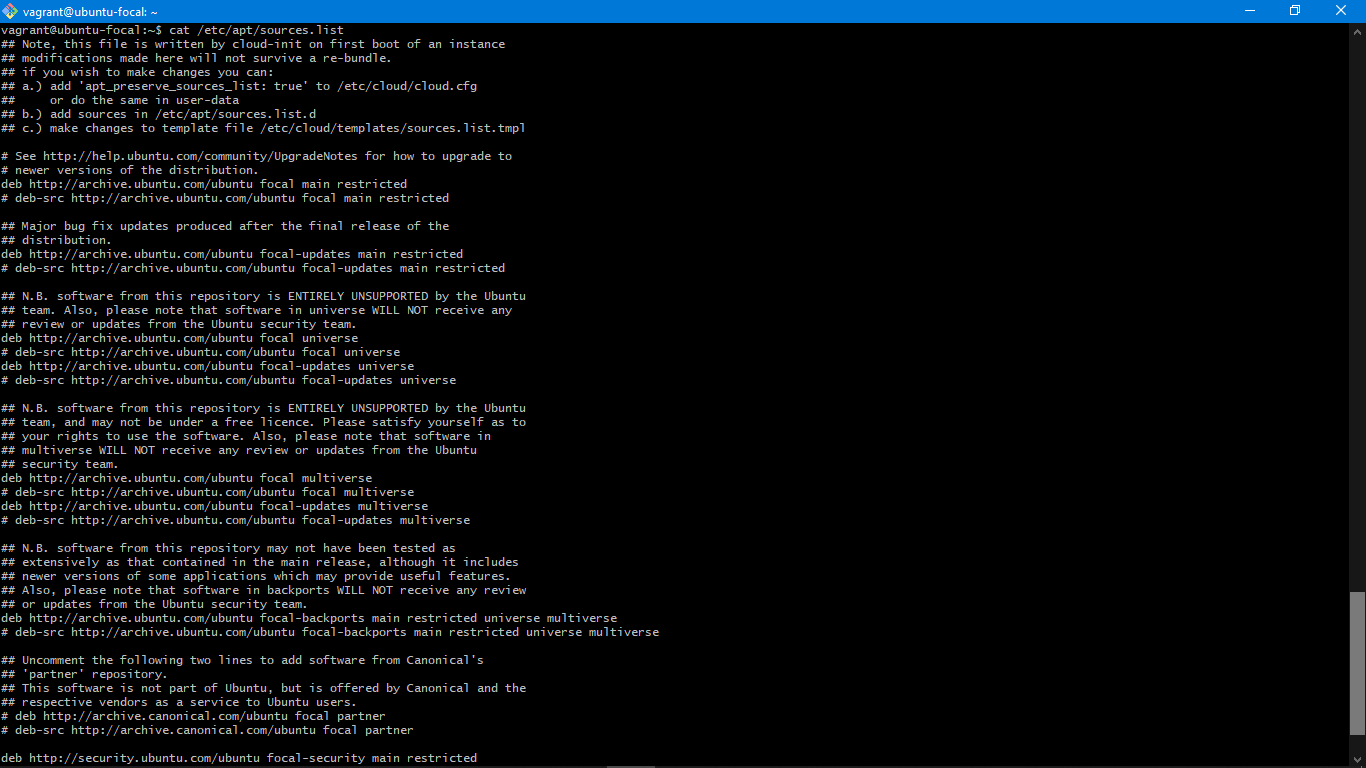 vagrant@ubuntu-focal: ~
vagrant@ubuntu-focal:~$ cat /etc/apt/sources.list
## Note, this file is written by cloud-init on first boot of an instance
## modifications made here will not survive a re-bundle.
## if you wish to make changes you can:
## a.) add 'apt_preserve_sources_list: true' to /etc/cloud/cloud.cfg
##     or do the same in user-data
## b.) add sources in /etc/apt/sources.list.d
## c.) make changes to template file /etc/cloud/templates/sources.list.tmpl

# See http://help.ubuntu.com/community/UpgradeNotes for how to upgrade to
# newer versions of the distribution.
deb http://archive.ubuntu.com/ubuntu focal main restricted
# deb-src http://archive.ubuntu.com/ubuntu focal main restricted

## Major bug fix updates produced after the final release of the
## distribution.
deb http://archive.ubuntu.com/ubuntu focal-updates main restricted
# deb-src http://archive.ubuntu.com/ubuntu focal-updates main restricted

## N.B. software from this repository is ENTIRELY UNSUPPORTED by the Ubuntu
## team. Also, please note that software in universe WILL NOT receive any
## review or updates from the Ubuntu security team.
deb http://archive.ubuntu.com/ubuntu focal universe
# deb-src http://archive.ubuntu.com/ubuntu focal universe
deb http://archive.ubuntu.com/ubuntu focal-updates universe
# deb-src http://archive.ubuntu.com/ubuntu focal-updates universe

## N.B. software from this repository is ENTIRELY UNSUPPORTED by the Ubuntu
## team, and may not be under a free licence. Please satisfy yourself as to
## your rights to use the software. Also, please note that software in
## multiverse WILL NOT receive any review or updates from the Ubuntu
## security team.
deb http://archive.ubuntu.com/ubuntu focal multiverse
# deb-src http://archive.ubuntu.com/ubuntu focal multiverse
deb http://archive.ubuntu.com/ubuntu focal-updates multiverse
# deb-src http://archive.ubuntu.com/ubuntu focal-updates multiverse

## N.B. software from this repository may not have been tested as
## extensively as that contained in the main release, although it includes
## newer versions of some applications which may provide useful features.
## Also, please note that software in backports WILL NOT receive any review
## or updates from the Ubuntu security team.
deb http://archive.ubuntu.com/ubuntu focal-backports main restricted universe multiverse
# deb-src http://archive.ubuntu.com/ubuntu focal-backports main restricted universe multiverse

## Uncomment the following two lines to add software from Canonical's
## 'partner' repository.
## This software is not part of Ubuntu, but is offered by Canonical and the
## respective vendors as a service to Ubuntu users.
# deb http://archive.canonical.com/ubuntu focal partner
# deb-src http://archive.canonical.com/ubuntu focal partner

deb http://security.ubuntu.com/ubuntu focal-security main restricted